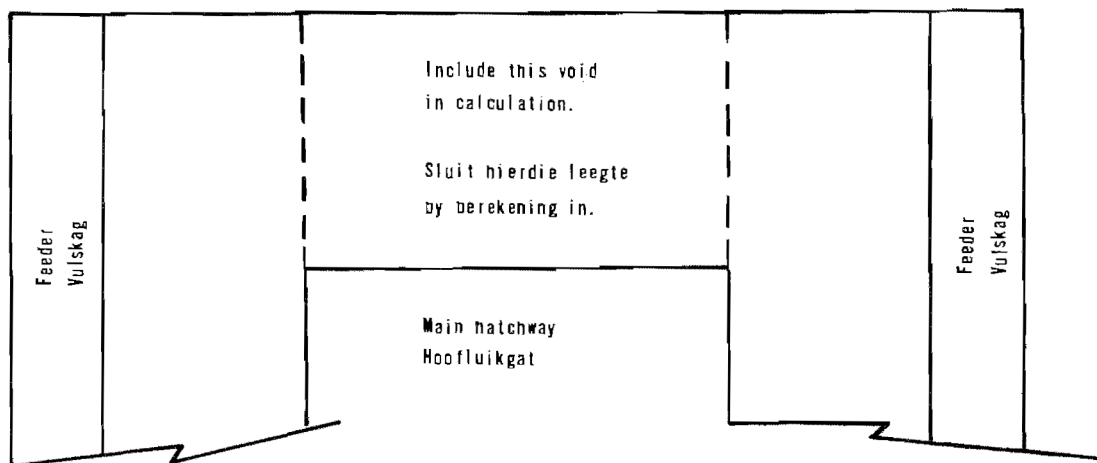 Include this void
in calculation.
Sluit hierdie leegte
by berekening in.
Feeder
Vulskag
Feeder
Vulskag
Main hatchway
Hoofluikgat